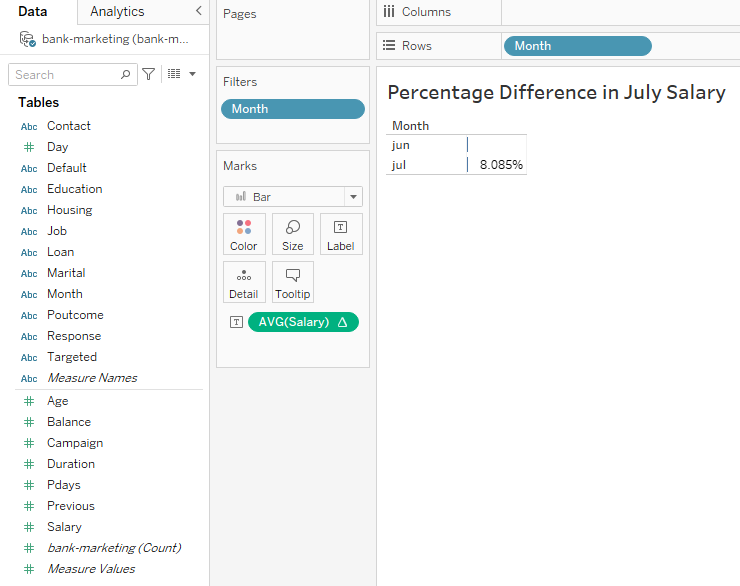 Data
Analytics
bank-marketing (bank-m...
Search
Tables
Abc Contact
# Day
Abc Default
Abc Education
Abc Housing
Abc Job
Abc Loan
Abc Marital
Abc Month
Abc Poutcome
Abc Response
Abc Targeted
Abc Measure Names
# Age
# Balance
# Campaign
# Duration
# Pdays
# Previous
# Salary
# bank-marketing (Count)
# Measure Values
Pages
Filters
Month
Marks
Bar
Color Size T Label
Detail Tooltip
T AVG(Salary) Δ
Columns
Rows Month
Percentage Difference in July Salary
Month
jun
jul 8.085%